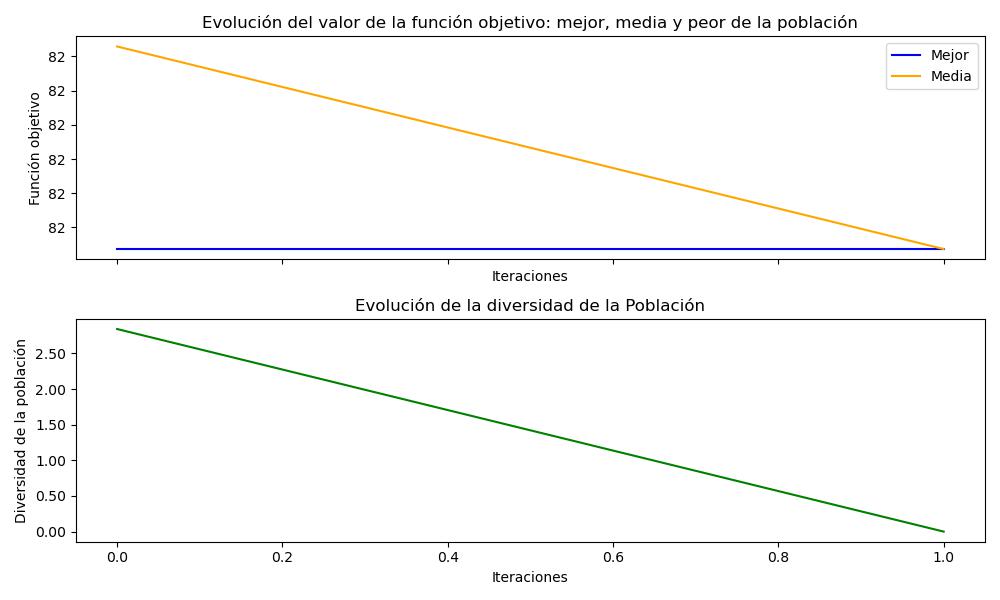 Evolución del valor de la función objetivo: mejor, media y peor de la población
Función objetivo
82
82
82
82
82
82
Mejor
Media
Iteraciones
Evolución de la diversidad de la Población
Diversidad de la población
2.50
2.00
1.50
1.00
0.50
0.00
0.0 0.2 0.4 0.6 0.8 1.0
Iteraciones